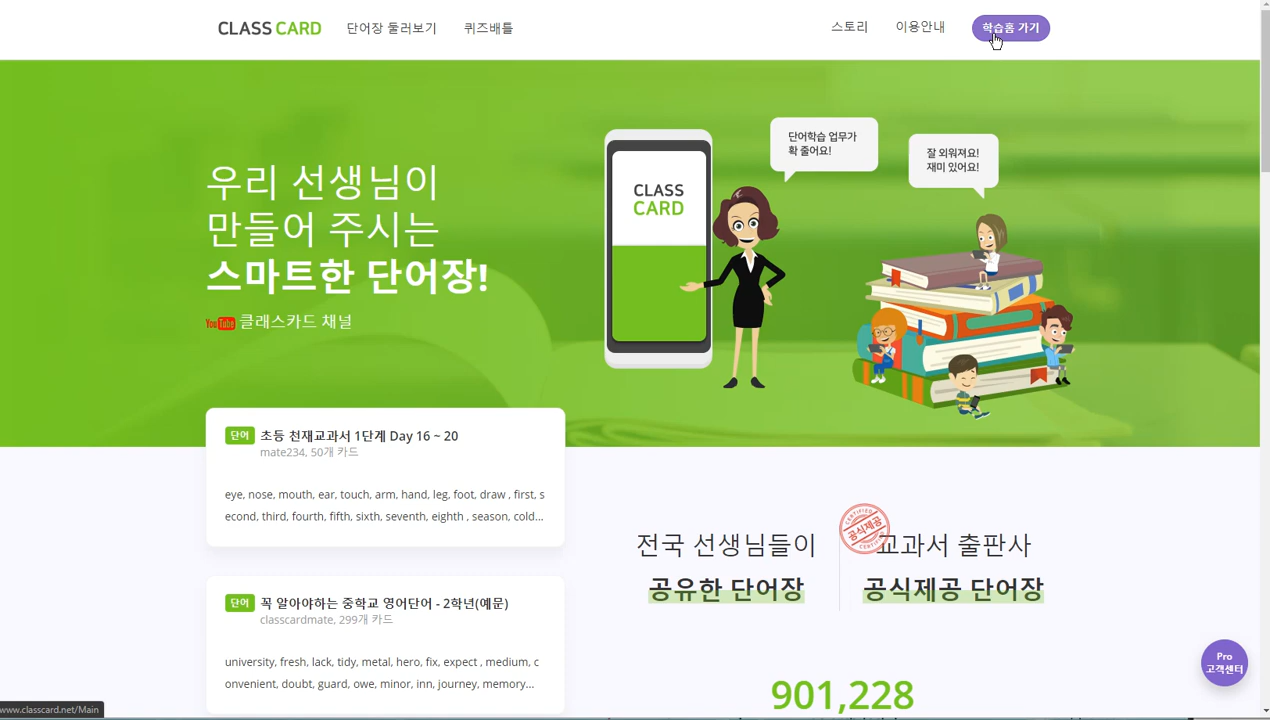 CLASS CARD 단어장 둘러보기 퀴즈배틀 스토리 이용안내 학습홈 가기
우리 선생님이
만들어 주시는
스마트한 단어장!
YouTube 클래스카드 채널
CLASS
CARD
단어학습 업무가
확 줄어요!
잘 외워져요!
재미 있어요!
단어 초등 천재교과서 1단계 Day 16 ~ 20
mate234, 50개 카드
eye, nose, mouth, ear, touch, arm, hand, leg, foot, draw , first, s
econd, third, fourth, fifth, sixth, seventh, eighth , season, cold...
단어 꼭 알아야하는 중학교 영어단어 - 2학년(예문)
classcardmate, 299개 카드
university, fresh, lack, tidy, metal, hero, fix, expect , medium, c
onvenient, doubt, guard, owe, minor, inn, journey, memory...
전국 선생님들이
공유한 단어장
CERTIFIED
공식제공
CERTIFIED
교과서 출판사
공식제공 단어장
901,228
Pro
고객센터
www.classcard.net/Main